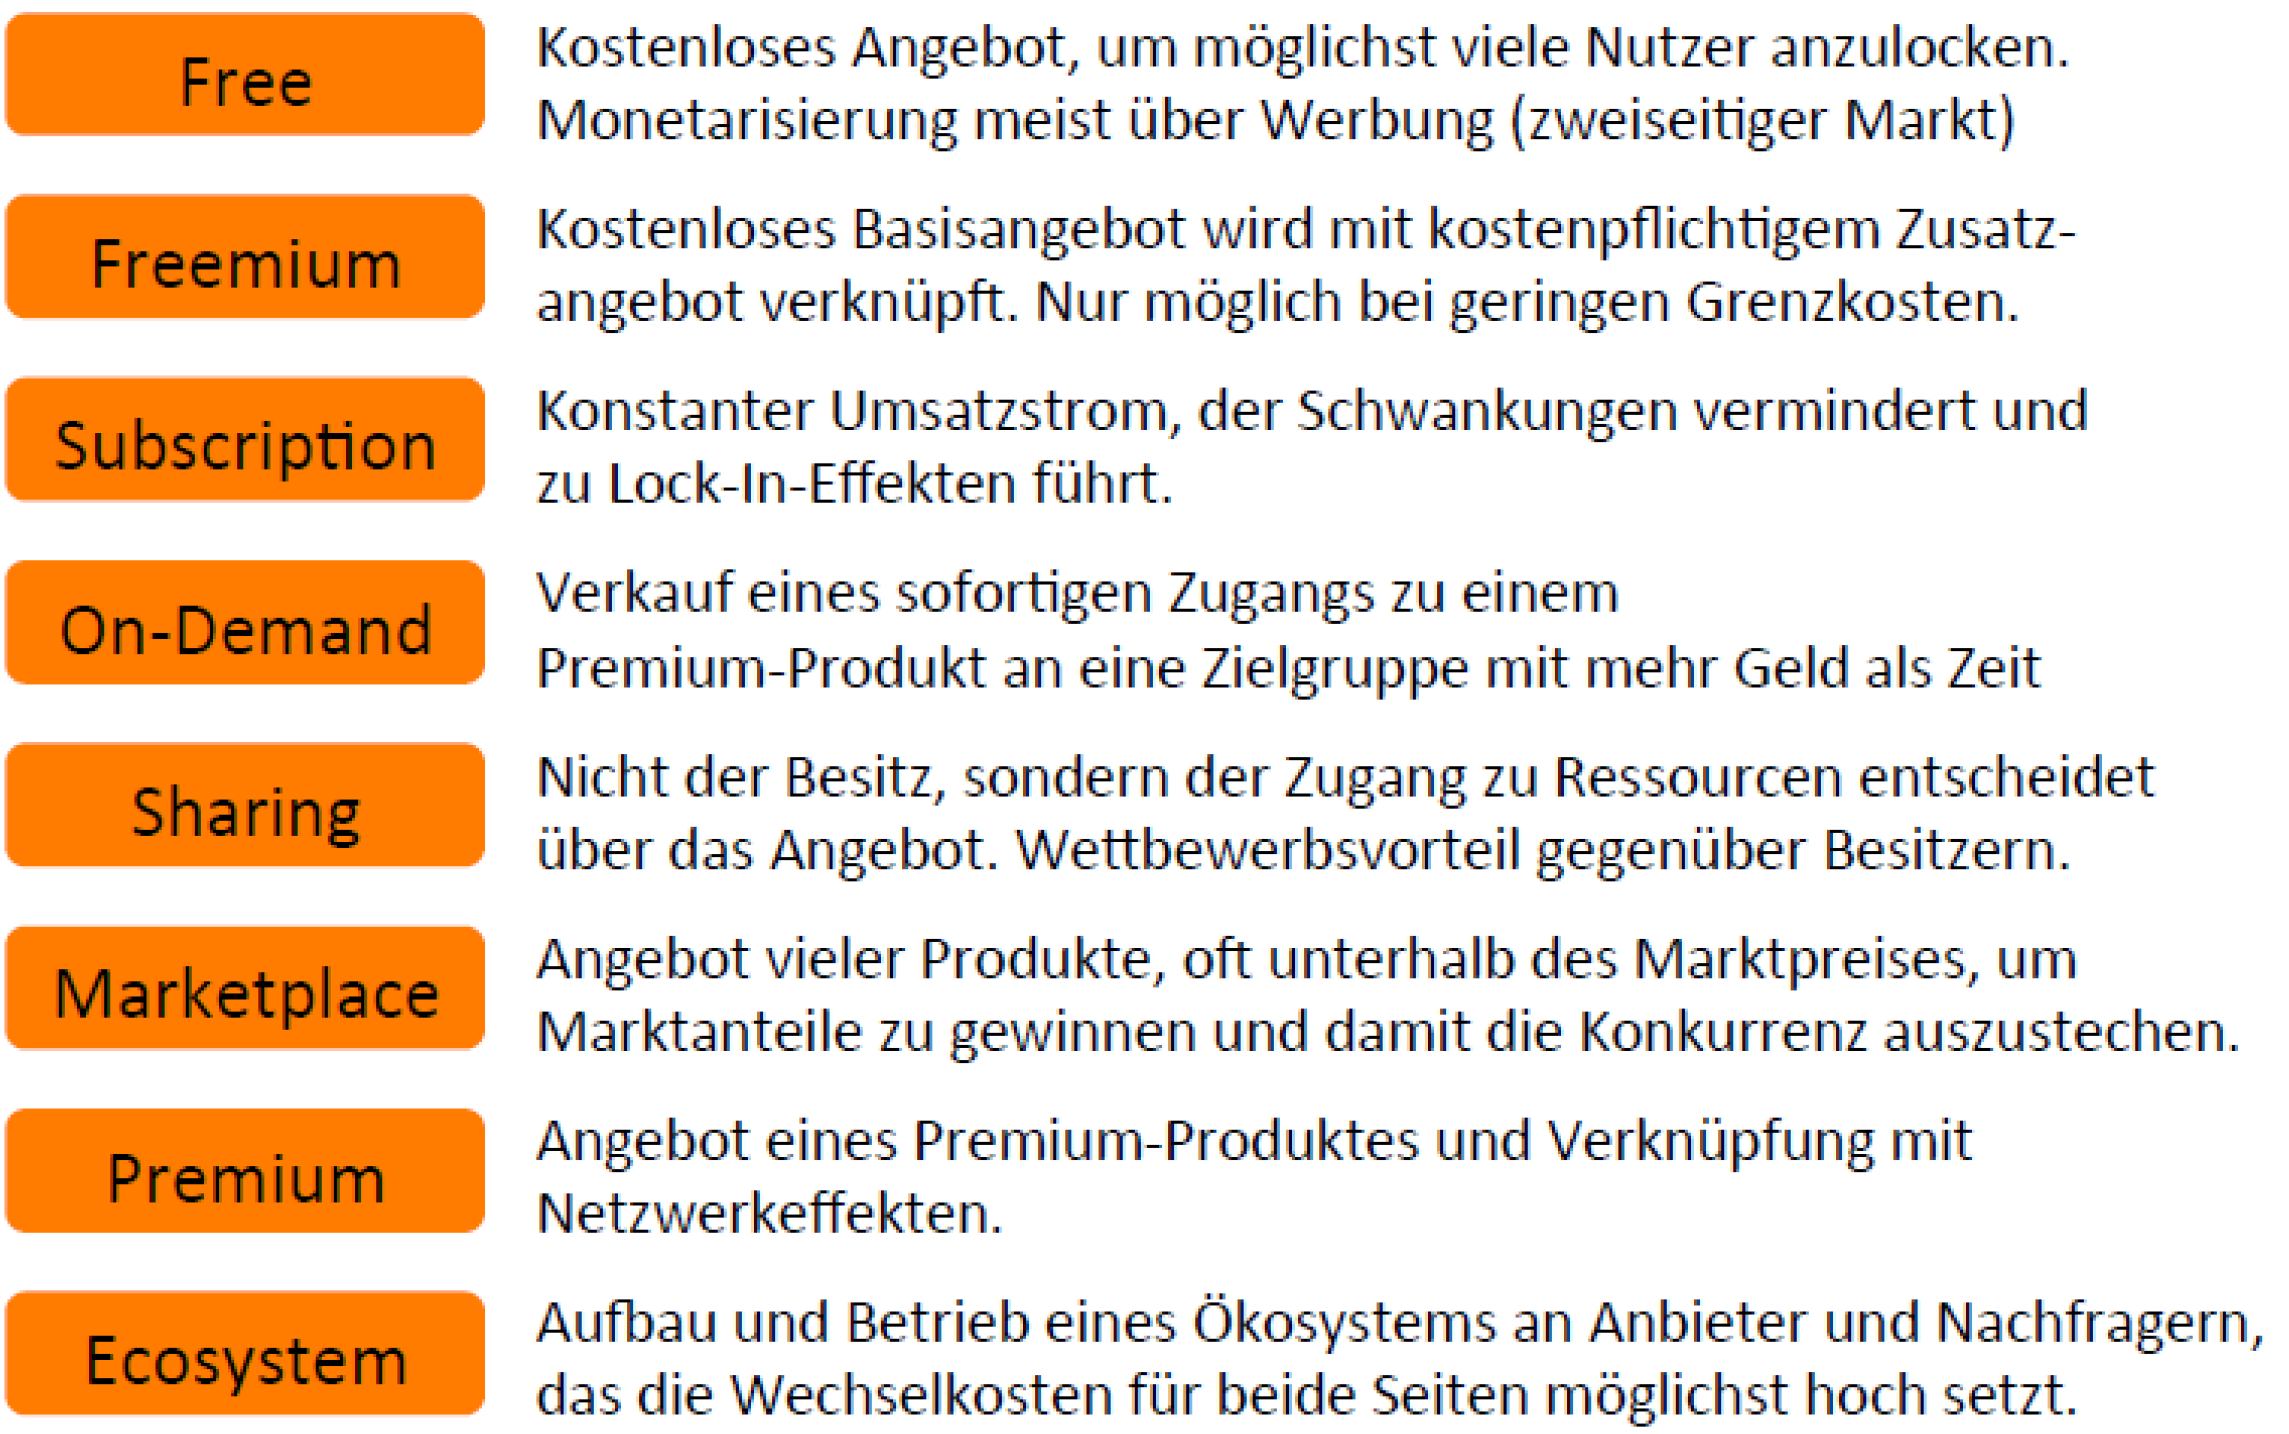 Free
Kostenloses Angebot, um möglichst viele Nutzer anzulocken.
Monetarisierung meist über Werbung (zweiseitiger Markt)
Freemium
Kostenloses Basisangebot wird mit kostenpflichtigem Zusatz-
angebot verknüpft. Nur möglich bei geringen Grenzkosten.
Subscription
Konstanter Umsatzstrom, der Schwankungen vermindert und
zu Lock-In-Effekten führt.
On-Demand
Verkauf eines sofortigen Zugangs zu einem
Premium-Produkt an eine Zielgruppe mit mehr Geld als Zeit
Sharing
Nicht der Besitz, sondern der Zugang zu Ressourcen entscheidet
über das Angebot. Wettbewerbsvorteil gegenüber Besitzern.
Marketplace
Angebot vieler Produkte, oft unterhalb des Marktpreises, um
Marktanteile zu gewinnen und damit die Konkurrenz auszustechen.
Premium
Angebot eines Premium-Produktes und Verknüpfung mit
Netzwerkeffekten.
Ecosystem
Aufbau und Betrieb eines Ökosystems an Anbieter und Nachfragern,
das die Wechselkosten für beide Seiten möglichst hoch setzt.